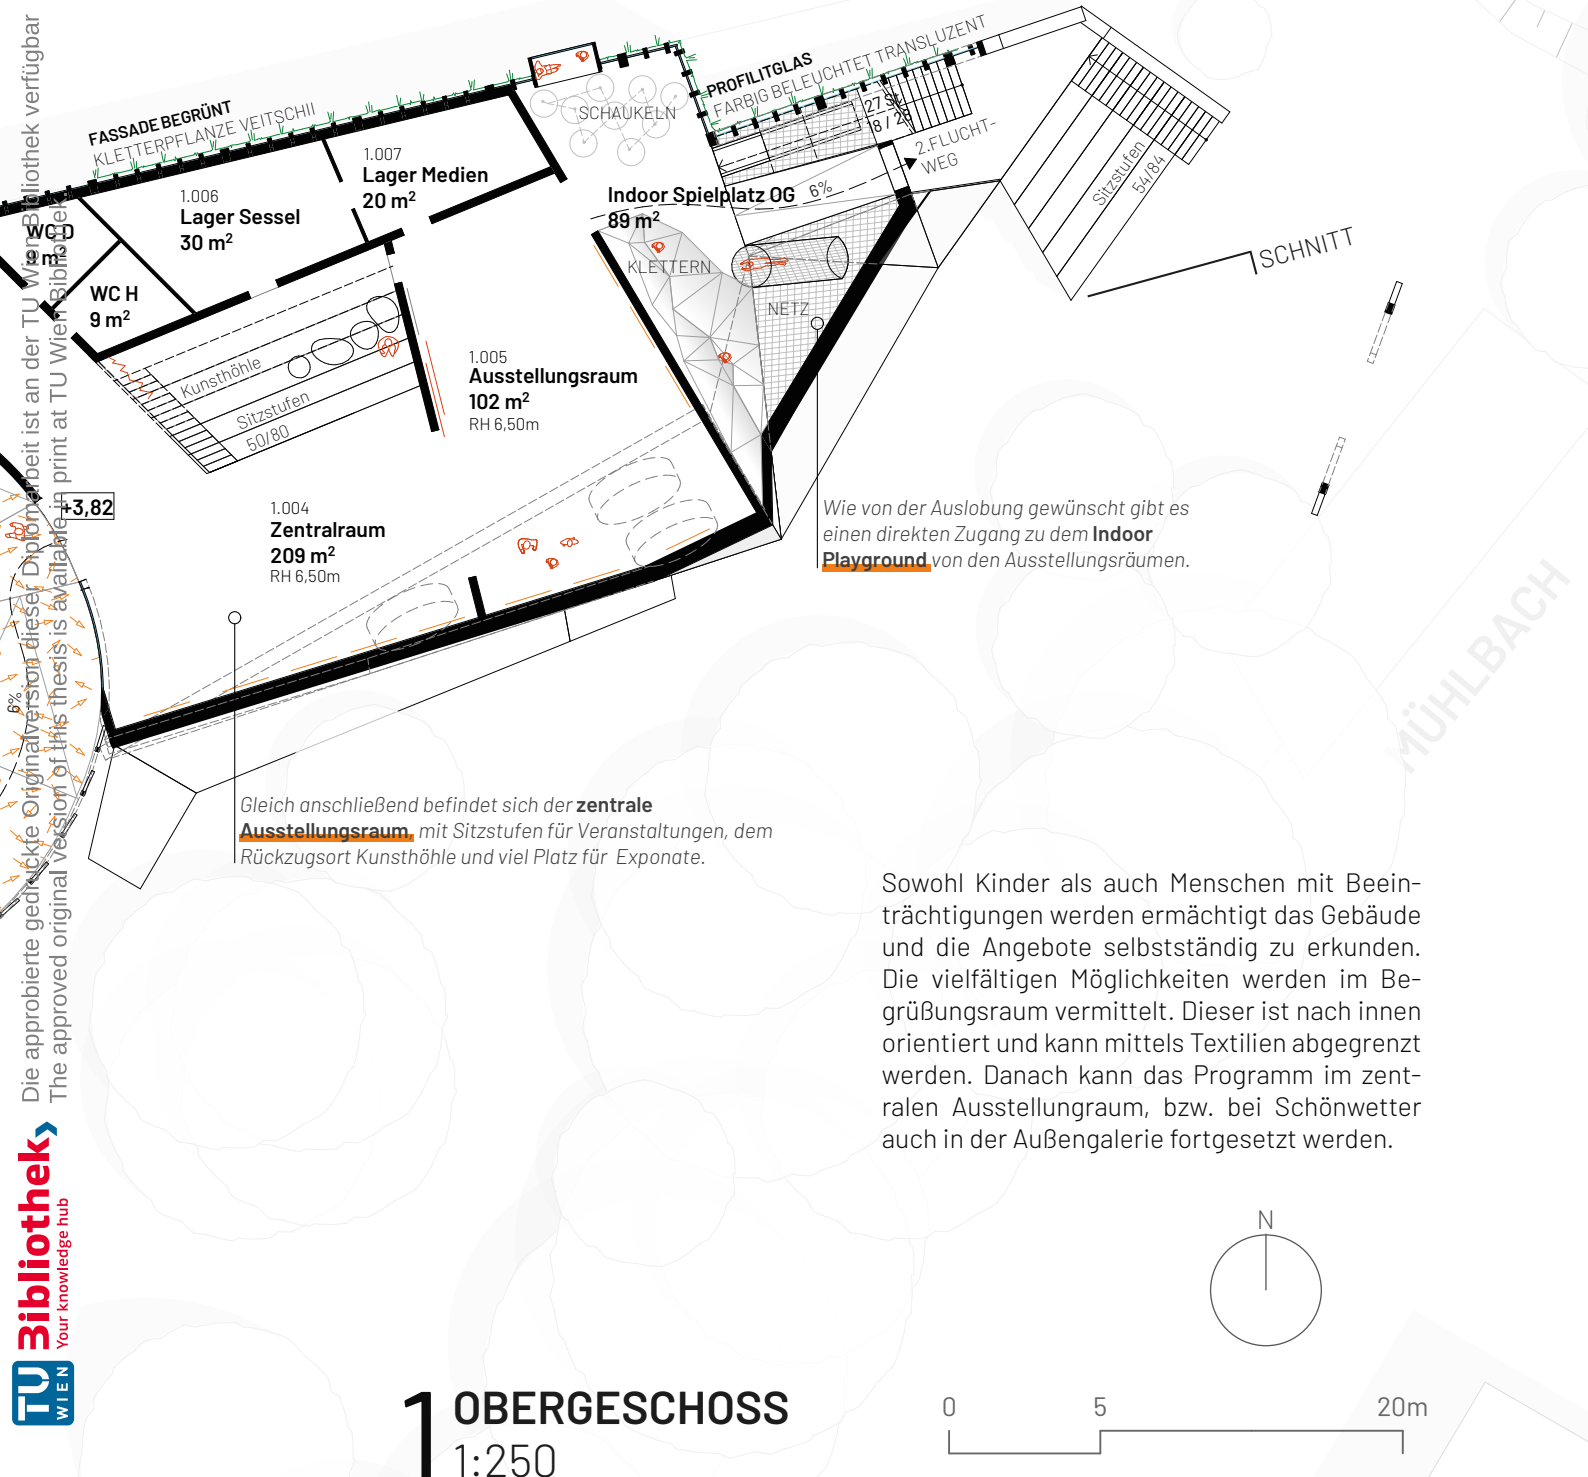 FASSADE BEGRÜNT
KLETTERPFLANZE VEITSCHII
PROFILITGLAS
FARBIG BELEUCHTET TRANSLUZENT
SCHAUKELN
27 St.
8 / 29
2.FLUCHT-
WEG
6%
Sitzstufen
54/84
SCHNITT
1.007
Lager Medien
20 m²
1.006
Lager Sessel
30 m²
WC D
9 m²
WC H
9 m²
Indoor Spielplatz OG
89 m²
KLETTERN
NETZ
Kunsthöhle
Sitzstufen
50/80
1.005
Ausstellungsraum
102 m²
RH 6,50m
+3,82
1.004
Zentralraum
209 m²
RH 6,50m
6%
Wie von der Auslobung gewünscht gibt es
einen direkten Zugang zu dem Indoor
Playground von den Ausstellungsräumen.
MÜHLBACH
Gleich anschließend befindet sich der zentrale
Ausstellungsraum, mit Sitzstufen für Veranstaltungen, dem
Rückzugsort Kunsthöhle und viel Platz für Exponate.
Sowohl Kinder als auch Menschen mit Beein-
trächtigungen werden ermächtigt das Gebäude
und die Angebote selbstständig zu erkunden.
Die vielfältigen Möglichkeiten werden im Be-
grüßungsraum vermittelt. Dieser ist nach innen
orientiert und kann mittels Textilien abgegrenzt
werden. Danach kann das Programm im zent-
ralen Ausstellungraum, bzw. bei Schönwetter
auch in der Außengalerie fortgesetzt werden.
N
1 OBERGESCHOSS
1:250
0 5 20m
Die approbierte gedruckte Originalversion dieser Diplomarbeit ist an der TU Wien Bibliothek verfügbar
The approved original version of this thesis is available in print at TU Wien Bibliothek.
Bibliothek
Your knowledge hub
TU
WIEN